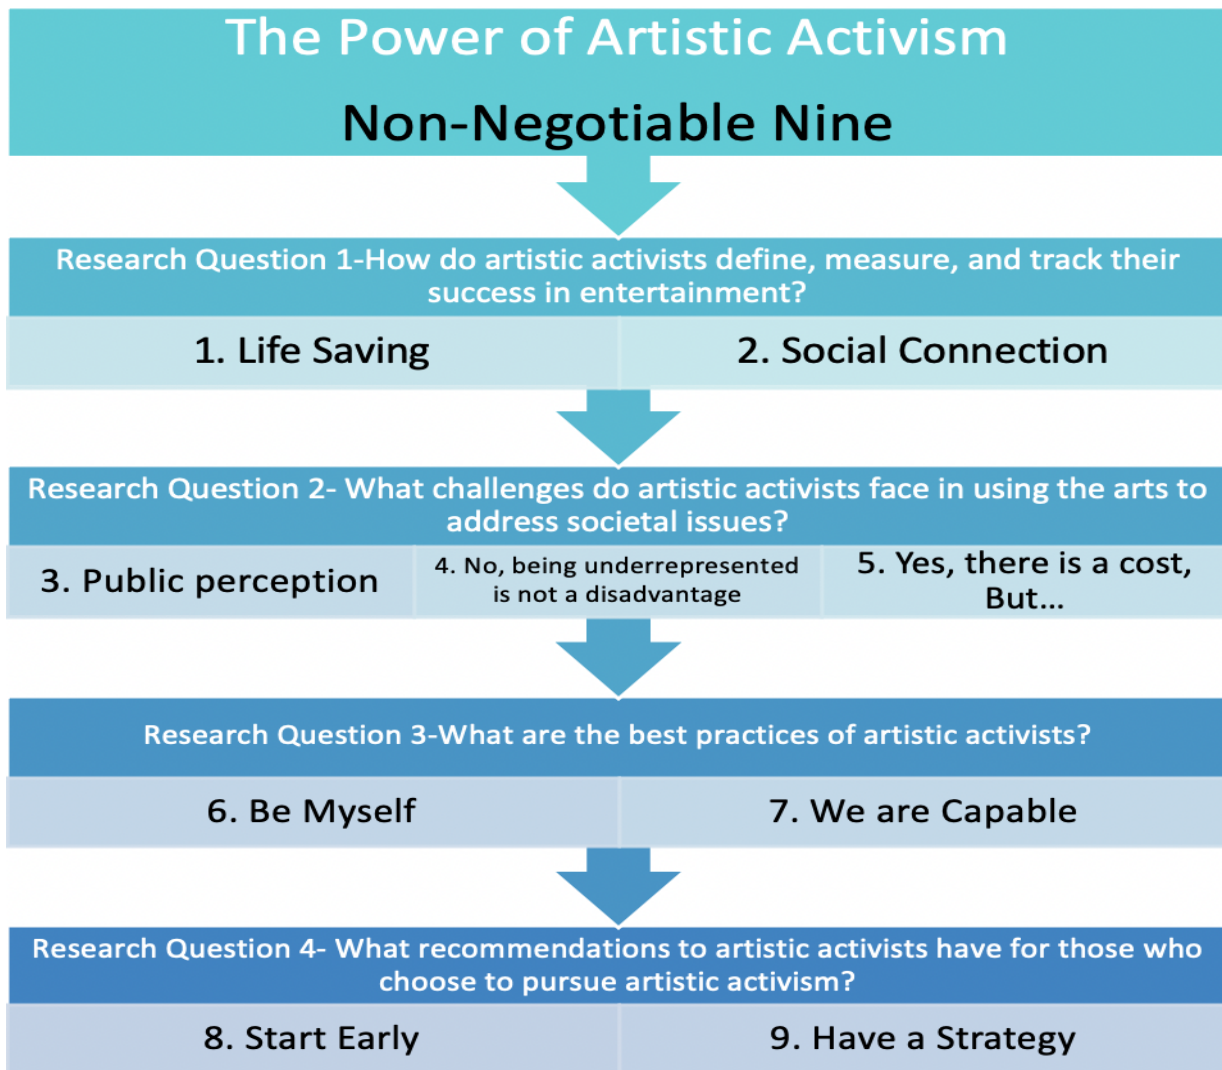 The Power of Artistic Activism
Non-Negotiable Nine
Research Question 1-How do artistic activists define, measure, and track their
success in entertainment?
1. Life Saving
2. Social Connection
Research Question 2- What challenges do artistic activists face in using the arts to
address societal issues?
3. Public perception
4. No, being underrepresented
is not a disadvantage
5. Yes, there is a cost,
But...
Research Question 3-What are the best practices of artistic activists?
6. Be Myself
7. We are Capable
Research Question 4- What recommendations to artistic activists have for those who
choose to pursue artistic activism?
8. Start Early
9. Have a Strategy